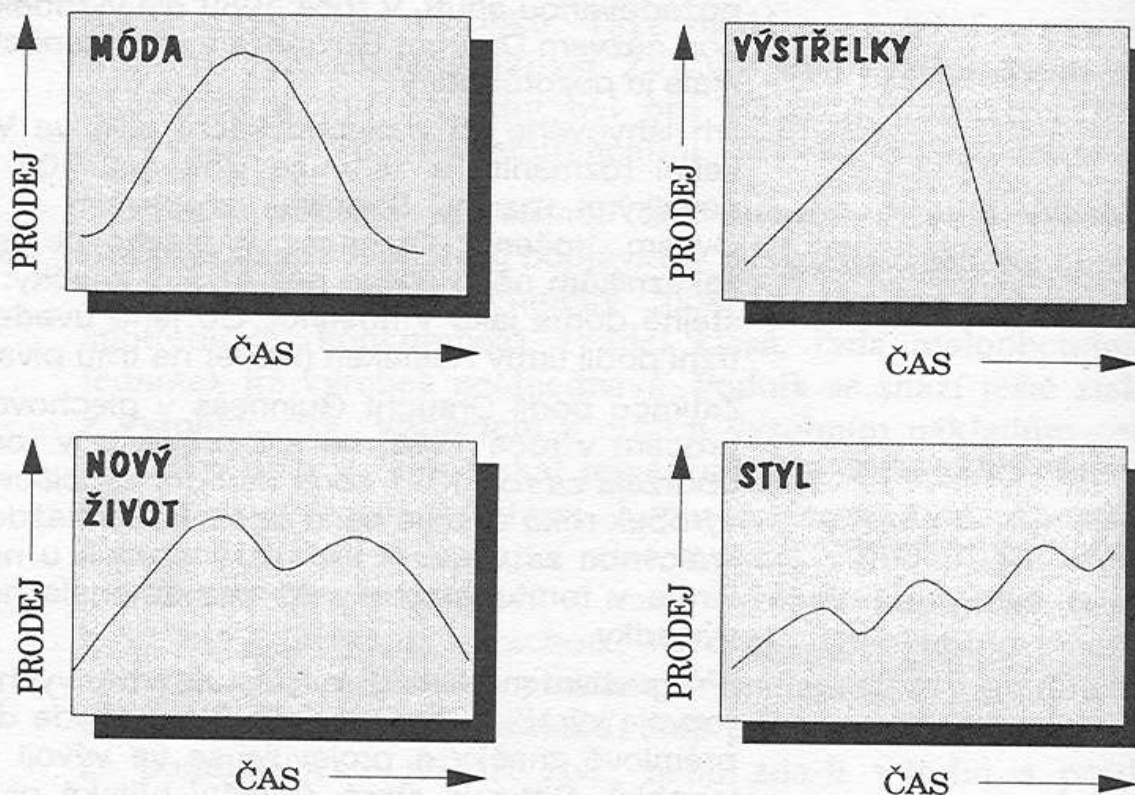 MÓDA
PRODEJ
ČAS
VÝSTŘELKY
PRODEJ
ČAS
NOVÝ
ŽIVOT
PRODEJ
ČAS
STYL
PRODEJ
ČAS